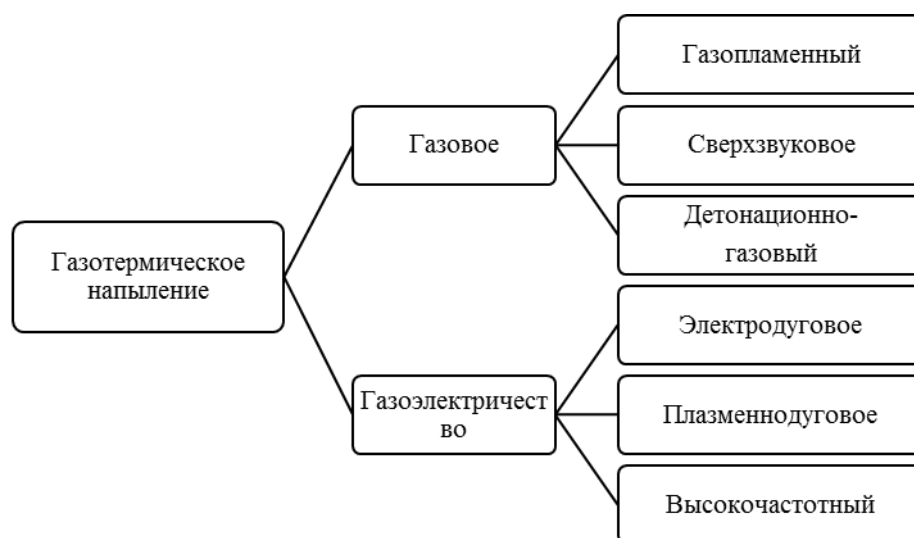 Газотермическое
напыление
Газовое
Газопламенный
Сверхзвуковое
Детонационно-
газовый
Газоэлектричест
во
Электродуговое
Плазменнодуговое
Высокочастотный